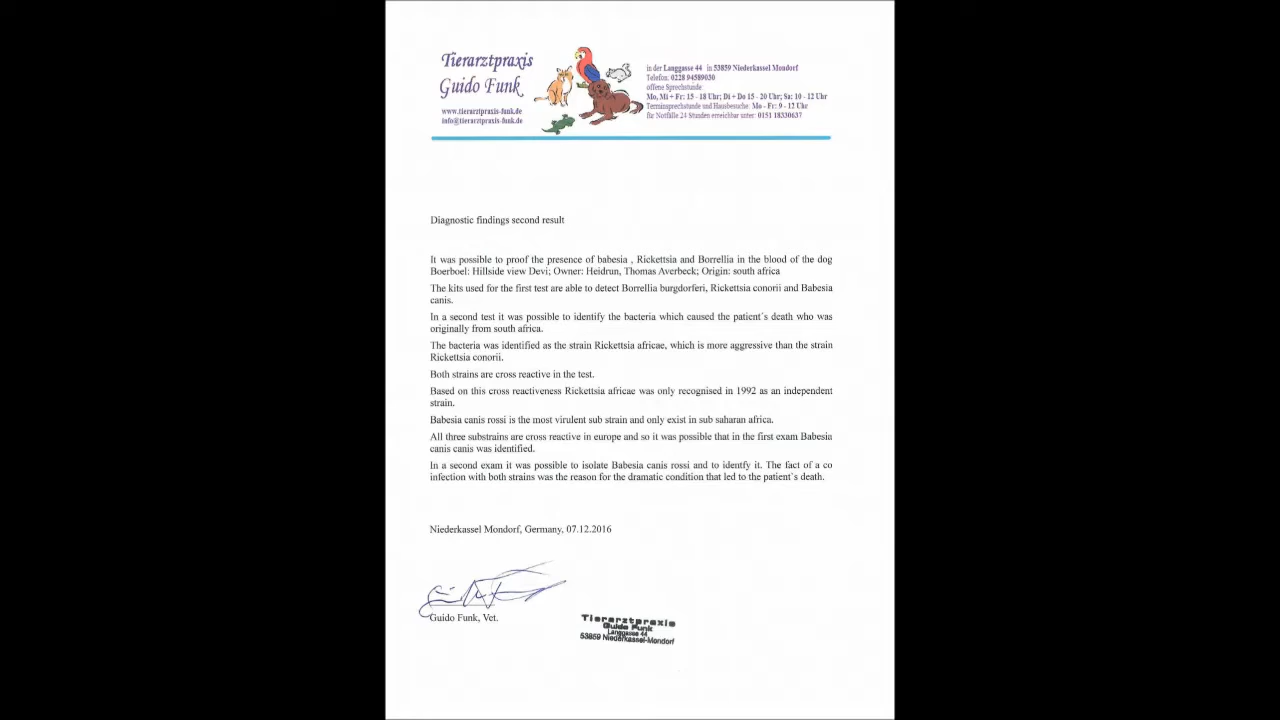 Tierarztpraxis
Guido Funk
www.tierarztpraxis-funk.de
info@tierarztpraxis-funk.de
in der Langgasse 44 in 53859 Niederkassel Mondorf
Telefon: 0228 94589030
offene Sprechstunde:
Mo, Mi + Fr: 15 - 18 Uhr; Di + Do 15 - 20 Uhr; Sa: 10 - 12 Uhr
Terminsprechstunde und Hausbesuche: Mo - Fr: 9 - 12 Uhr
für Notfälle 24 Stunden erreichbar unter: 0151 18330637
Diagnostic findings second result
It was possible to proof the presence of babesia , Rickettsia and Borrellia in the blood of the dog
Boerboel: Hillside view Devi; Owner: Heidrun, Thomas Averbeck; Origin: south africa
The kits used for the first test are able to detect Borrellia burgdorferi, Rickettsia conorii and Babesia
canis.
In a second test it was possible to identify the bacteria which caused the patient´s death who was
originally from south africa.
The bacteria was identified as the strain Rickettsia africae, which is more aggressive than the strain
Rickettsia conorii.
Both strains are cross reactive in the test.
Based on this cross reactiveness Rickettsia africae was only recognised in 1992 as an independent
strain.
Babesia canis rossi is the most virulent sub strain and only exist in sub saharan africa.
All three substrains are cross reactive in europe and so it was possible that in the first exam Babesia
canis canis was identified.
In a second exam it was possible to isolate Babesia canis rossi and to identfy it. The fact of a co
infection with both strains was the reason for the dramatic condition that led to the patient´s death.
Niederkassel Mondorf, Germany, 07.12.2016
Guido Funk, Vet.
Tierarztpraxis
Guido Funk
Langgasse 44
53859 Niederkassel-Mondorf